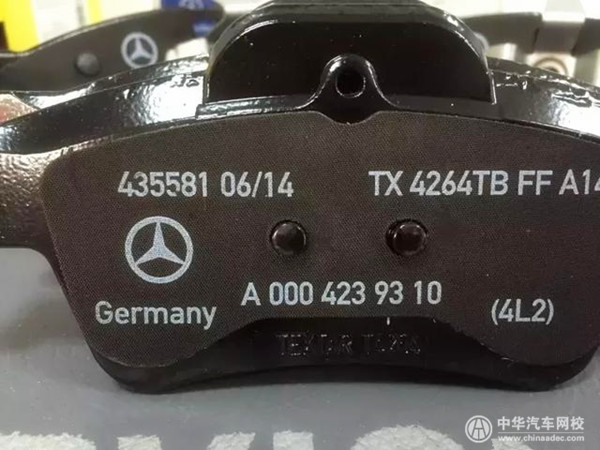 435581 06/14 TX 4264TB FF A14
Germany A 000 423 93 10 (4L2)
中华汽车网校
www.chinaadec.com